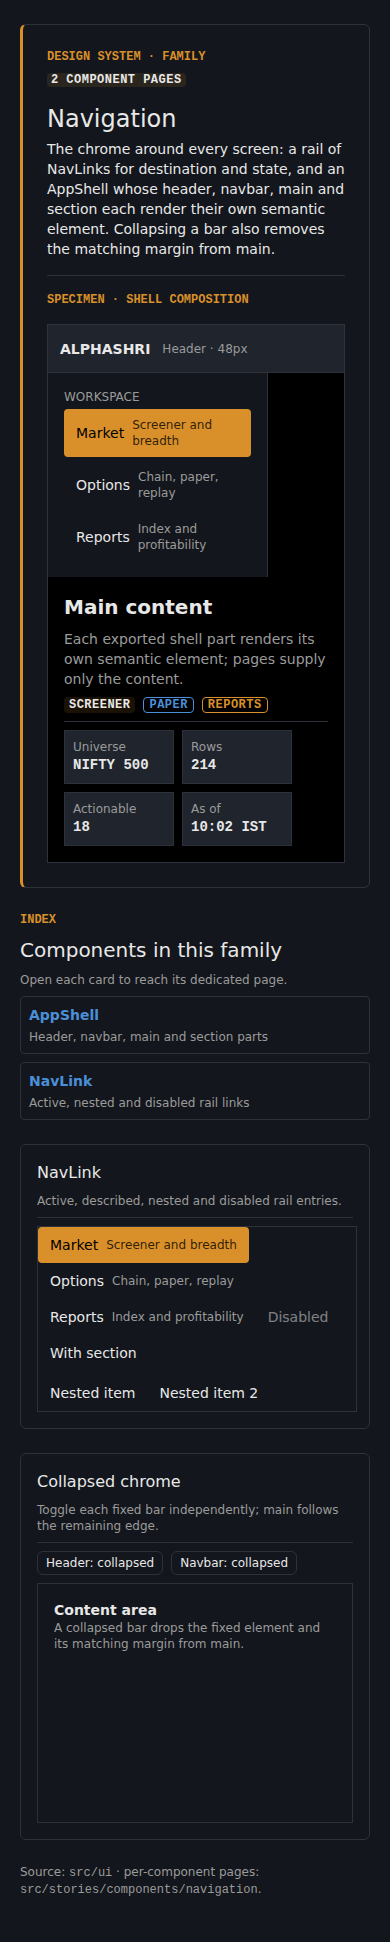 DESIGN SYSTEM · FAMILY
2 COMPONENT PAGES
Navigation
The chrome around every screen: a rail of
NavLinks for destination and state, and an
AppShell whose header, navbar, main and
section each render their own semantic
element. Collapsing a bar also removes
the matching margin from main.
SPECIMEN · SHELL COMPOSITION
ALPHASHRI Header · 48px
WORKSPACE
Market Screener and
breadth
Options Chain, paper,
replay
Reports Index and
profitability
Main content
Each exported shell part renders its
own semantic element; pages supply
only the content.
SCREENER PAPER REPORTS
Universe Rows
NIFTY 500 214
Actionable As of
18 10:02 IST
INDEX
Components in this family
Open each card to reach its dedicated page.
AppShell
Header, navbar, main and section parts
NavLink
Active, nested and disabled rail links
NavLink
Active, described, nested and disabled rail entries.
Market Screener and breadth
Options Chain, paper, replay
Reports Index and profitability Disabled
With section
Nested item Nested item 2
Collapsed chrome
Toggle each fixed bar independently; main follows
the remaining edge.
Header: collapsed Navbar: collapsed
Content area
A collapsed bar drops the fixed element and
its matching margin from main.
Source: src/ui · per-component pages:
src/stories/components/navigation.